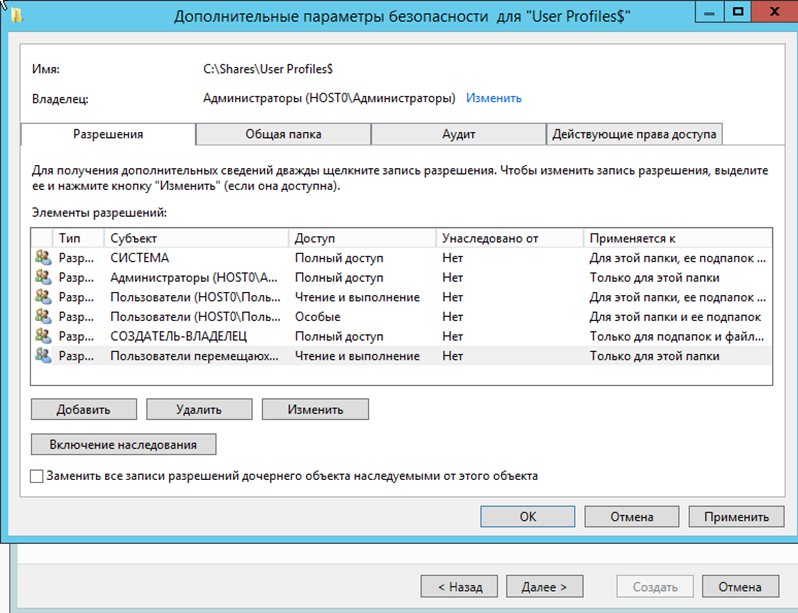 Дополнительные параметры безопасности для "User Profiles$"
Имя: C:\Shares\User Profiles$
Владелец: Администраторы (HOST0\Администраторы) Изменить
Разрешения Общая папка Аудит Действующие права доступа
Для получения дополнительных сведений дважды щелкните запись разрешения. Чтобы изменить запись разрешения, выделите
ее и нажмите кнопку "Изменить" (если она доступна).
Элементы разрешений:
Тип Субъект Доступ Унаследовано от Применяется к
Разр... СИСТЕМА Полный доступ Нет Для этой папки, ее подпапок ...
Разр... Администраторы (HOST0\А... Полный доступ Нет Только для этой папки
Разр... Пользователи (HOST0\Поль... Чтение и выполнение Нет Для этой папки, ее подпапок ...
Разр... Пользователи (HOST0\Поль... Особые Нет Для этой папки и ее подпапок
Разр... СОЗДАТЕЛЬ-ВЛАДЕЛЕЦ Полный доступ Нет Только для подпапок и файл...
Разр... Пользователи перемещаюх... Чтение и выполнение Нет Только для этой папки
Добавить Удалить Изменить
Включение наследования
Заменить все записи разрешений дочернего объекта наследуемыми от этого объекта
ОК Отмена Применить
< Назад Далее > Создать Отмена